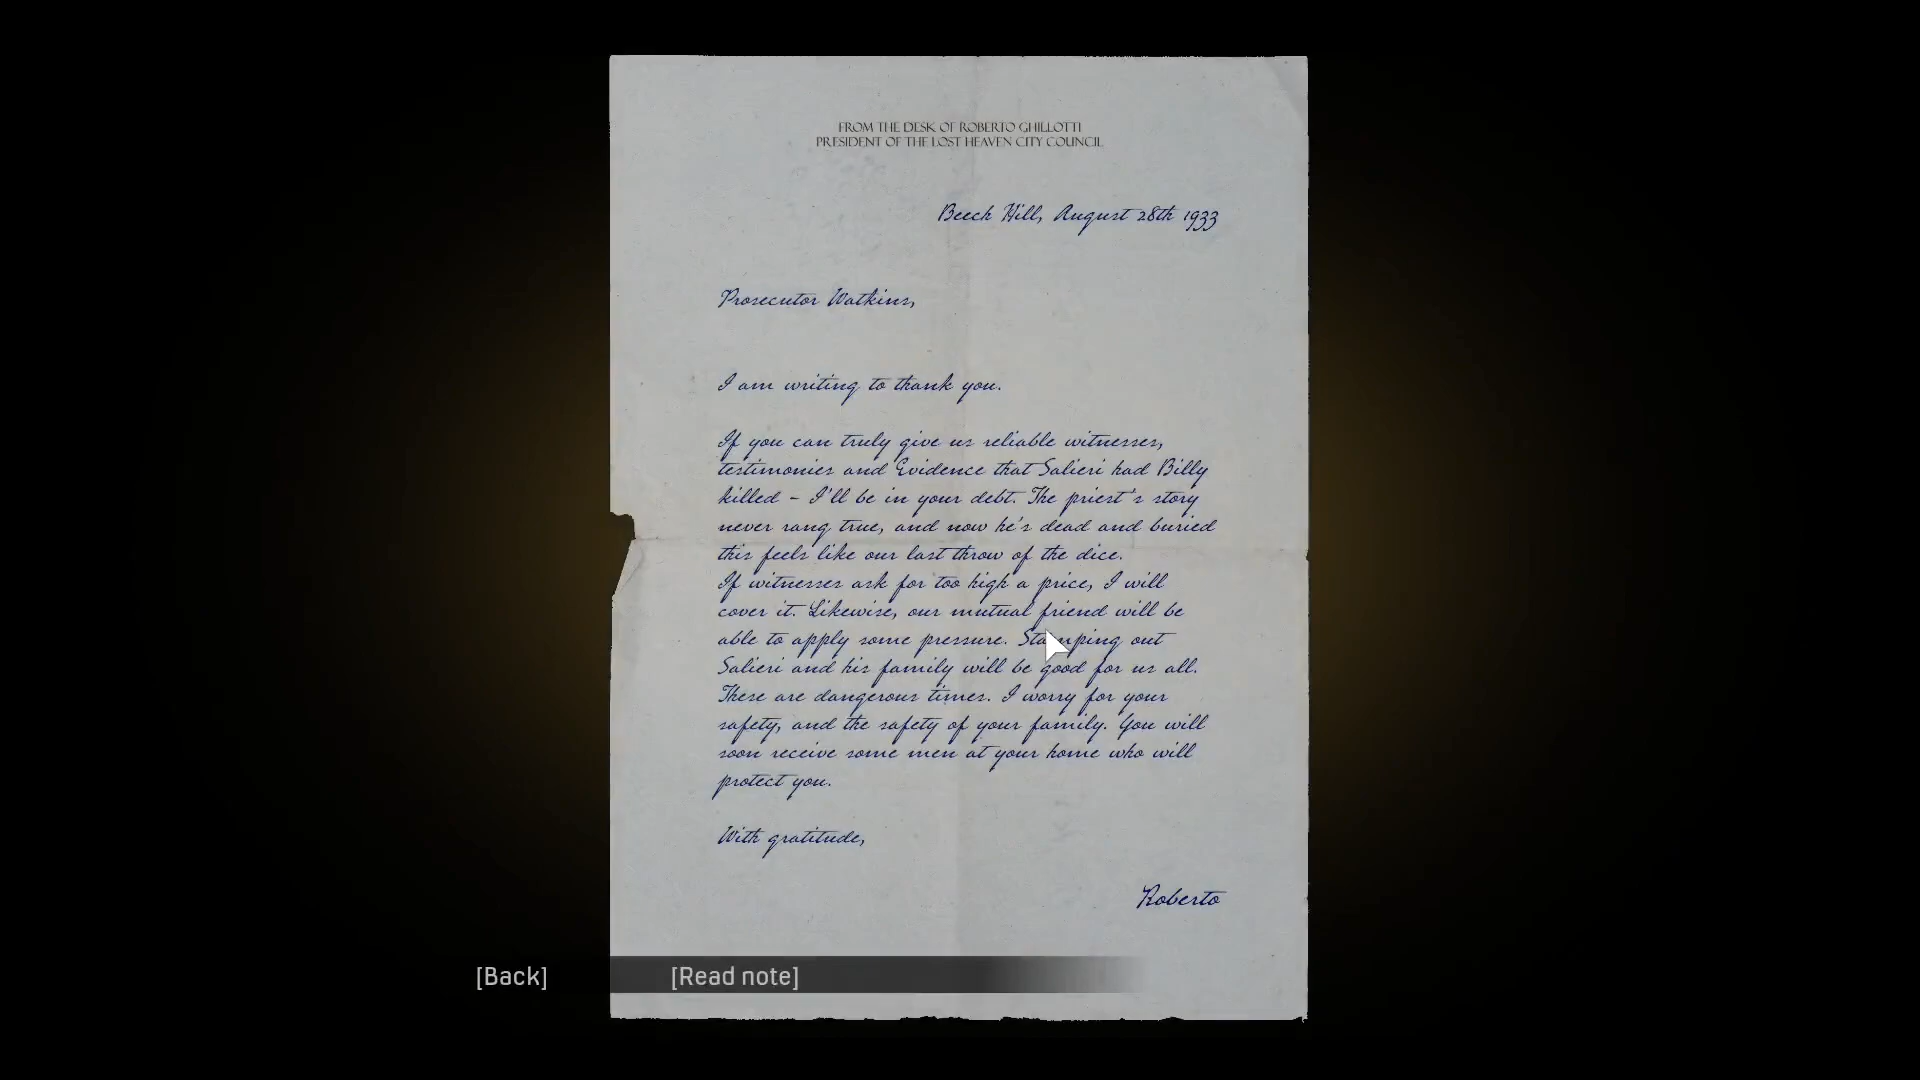 FROM THE DESK OF ROBERTO GHILLOTTI
PRESIDENT OF THE LOST HEAVEN CITY COUNCIL
Beech Hill, August 28th 1933
Prosecutor Watkins,
I am writing to thank you.
If you can truly give us reliable witnesses,
testimonies and Evidence that Salieri had Billy
killed - I'll be in your debt. The priest's story
never rang true, and now he's dead and buried
this feels like our last throw of the dice.
If witnesses ask for too high a price, I will
cover it. Likewise, our mutual friend will be
able to apply some pressure. Stamping out
Salieri and his family will be good for us all.
These are dangerous times. I worry for your
safety, and the safety of your family. You will
soon receive some men at your home who will
protect you.
With gratitude,
Roberto
[Back] [Read note]